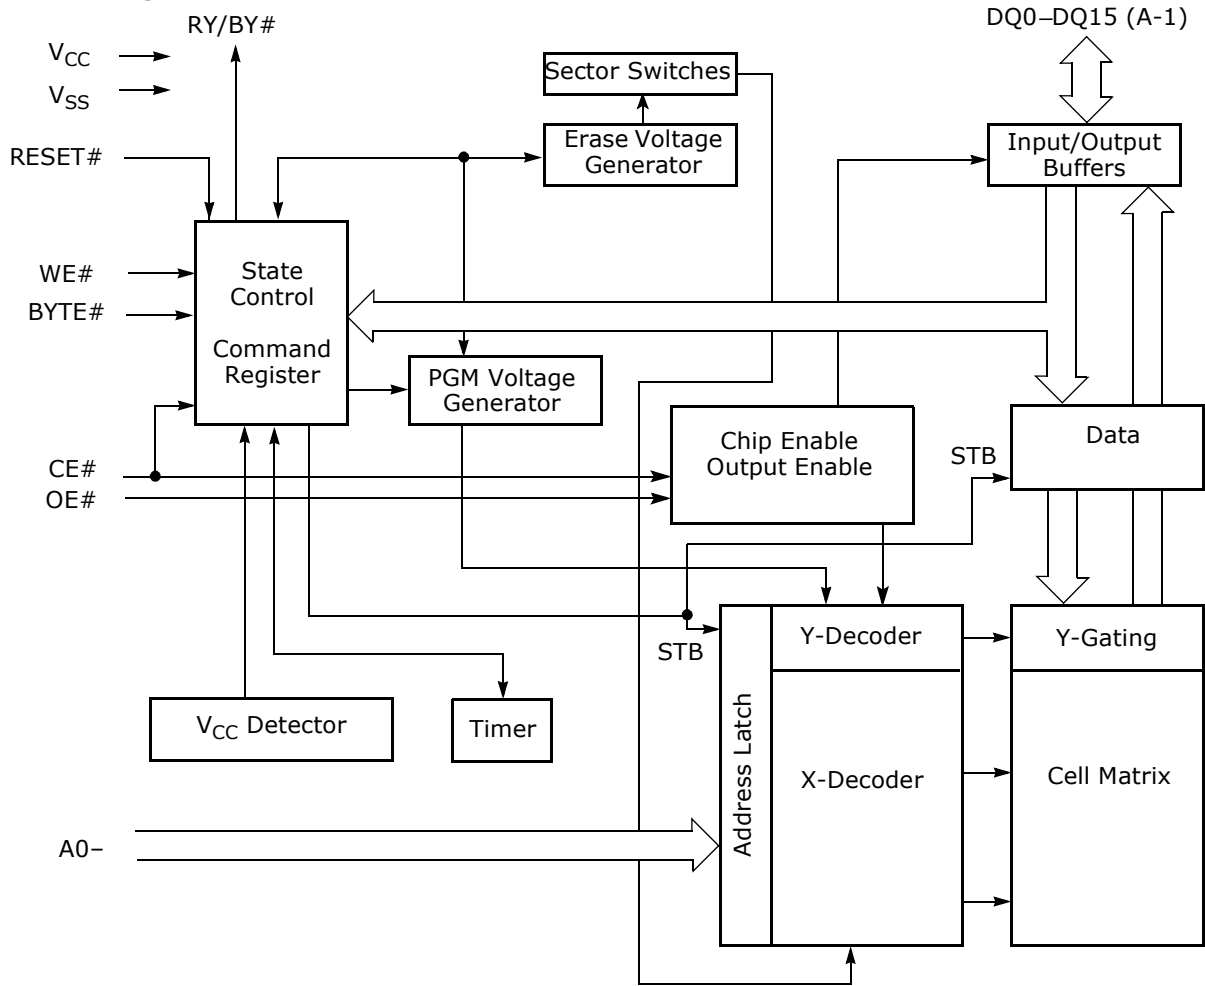 RY/BY#
DQ0–DQ15 (A-1)
VCC
VSS
Sector Switches
RESET#
Erase Voltage
Generator
Input/Output
Buffers
WE#
BYTE#
State
Control
Command
Register
PGM Voltage
Generator
CE#
OE#
Chip Enable
Output Enable
STB
Data
STB
Y-Decoder
Y-Gating
VCC Detector
Timer
Address Latch
X-Decoder
Cell Matrix
A0–